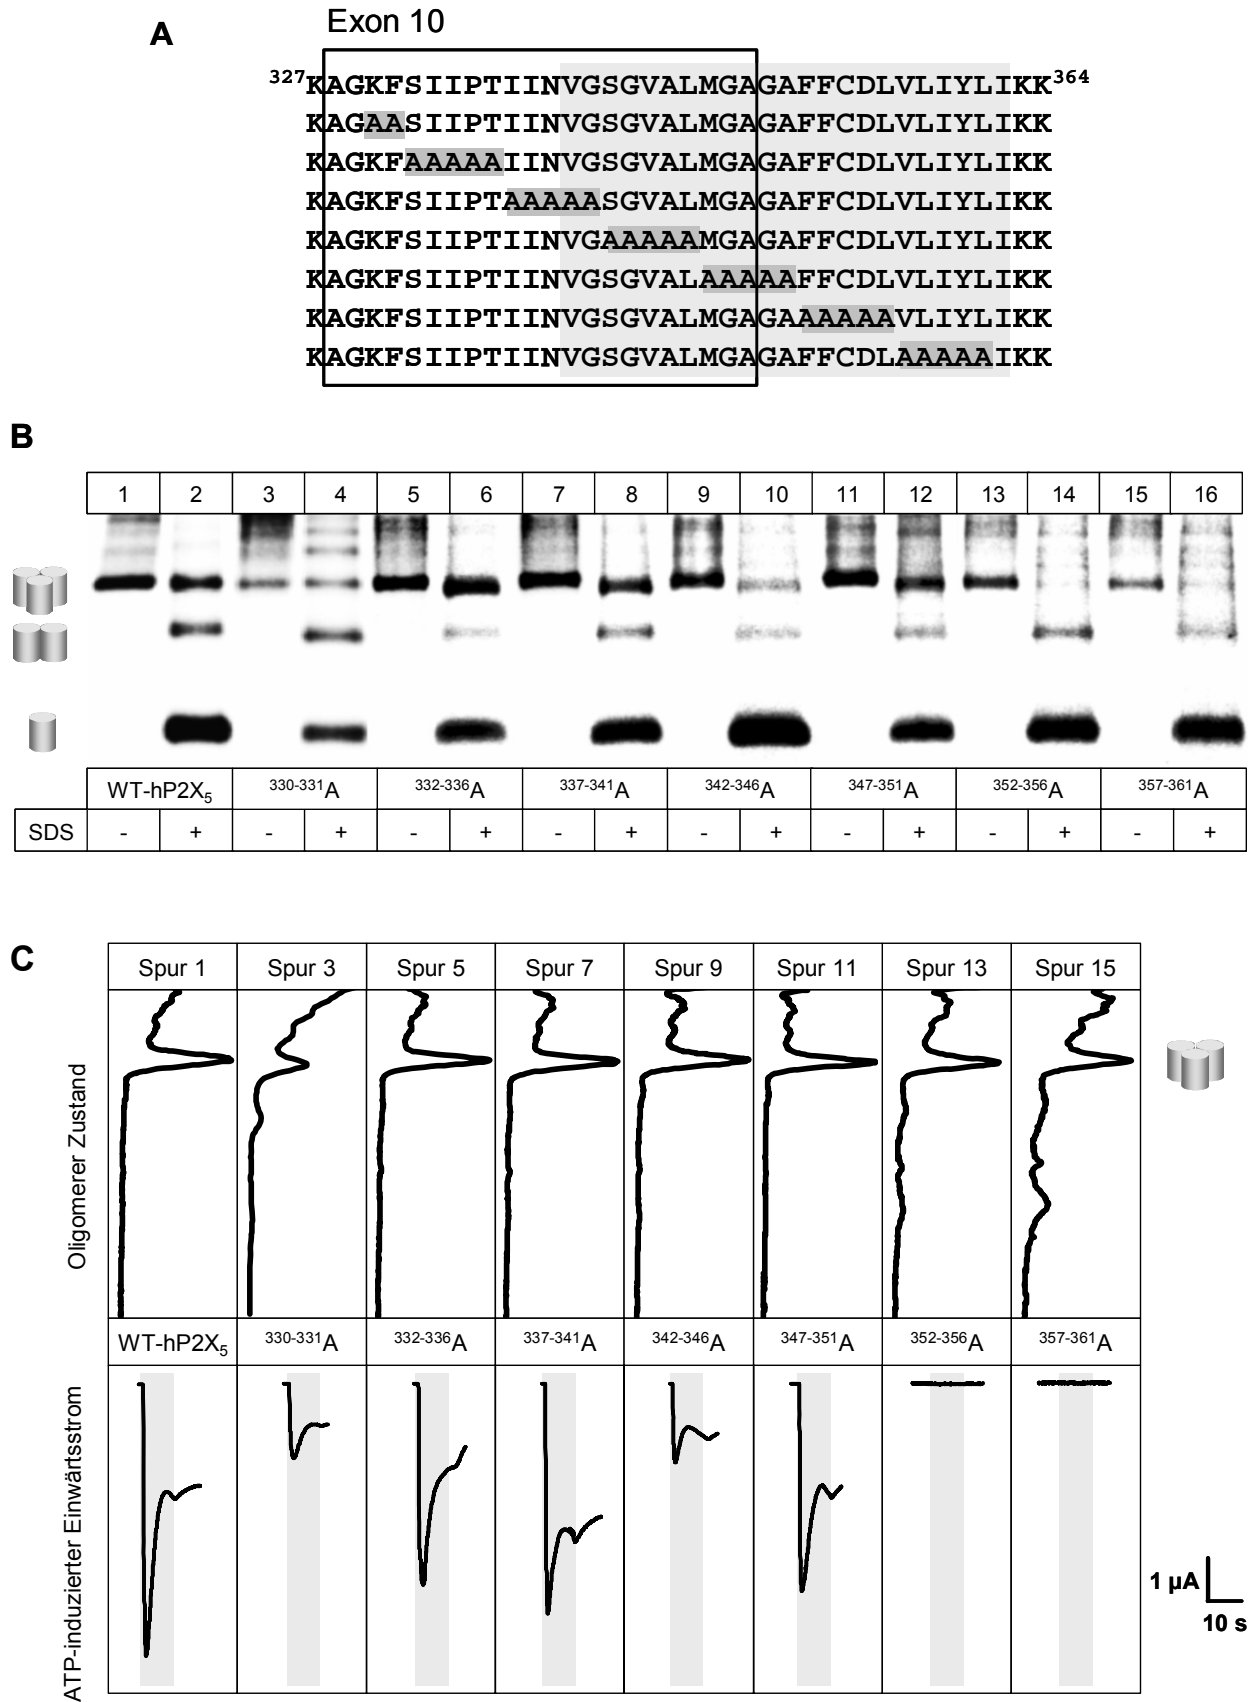 A
Exon 10
327KAGKFSIIPTIINVGSGVALMGAGAFFCDLVLIYLIKK364
KAGAASIIPTIINVGSGVALMGAGAFFCDLVLIYLIKK
KAGKFAAAAAIINVGSGVALMGAGAFFCDLVLIYLIKK
KAGKFSIIPTAAAAASGVALMGAGAFFCDLVLIYLIKK
KAGKFSIIPTIINVGAAAAAMGAGAFFCDLVLIYLIKK
KAGKFSIIPTIINVGSGVALAAAAAFFCDLVLIYLIKK
KAGKFSIIPTIINVGSGVALMGAGAAAAAAVLIYLIKK
KAGKFSIIPTIINVGSGVALMGAGAFFCDLAAAAAIKK
B
1 2 3 4 5 6 7 8 9 10 11 12 13 14 15 16
WT-hP2X5 330-331A 332-336A 337-341A 342-346A 347-351A 352-356A 357-361A
SDS - + - + - + - + - + - + - + - +
C
Spur 1 Spur 3 Spur 5 Spur 7 Spur 9 Spur 11 Spur 13 Spur 15
Oligomerer Zustand
WT-hP2X5 330-331A 332-336A 337-341A 342-346A 347-351A 352-356A 357-361A
ATP-induzierter Einwärtsstrom
1 µA
10 s